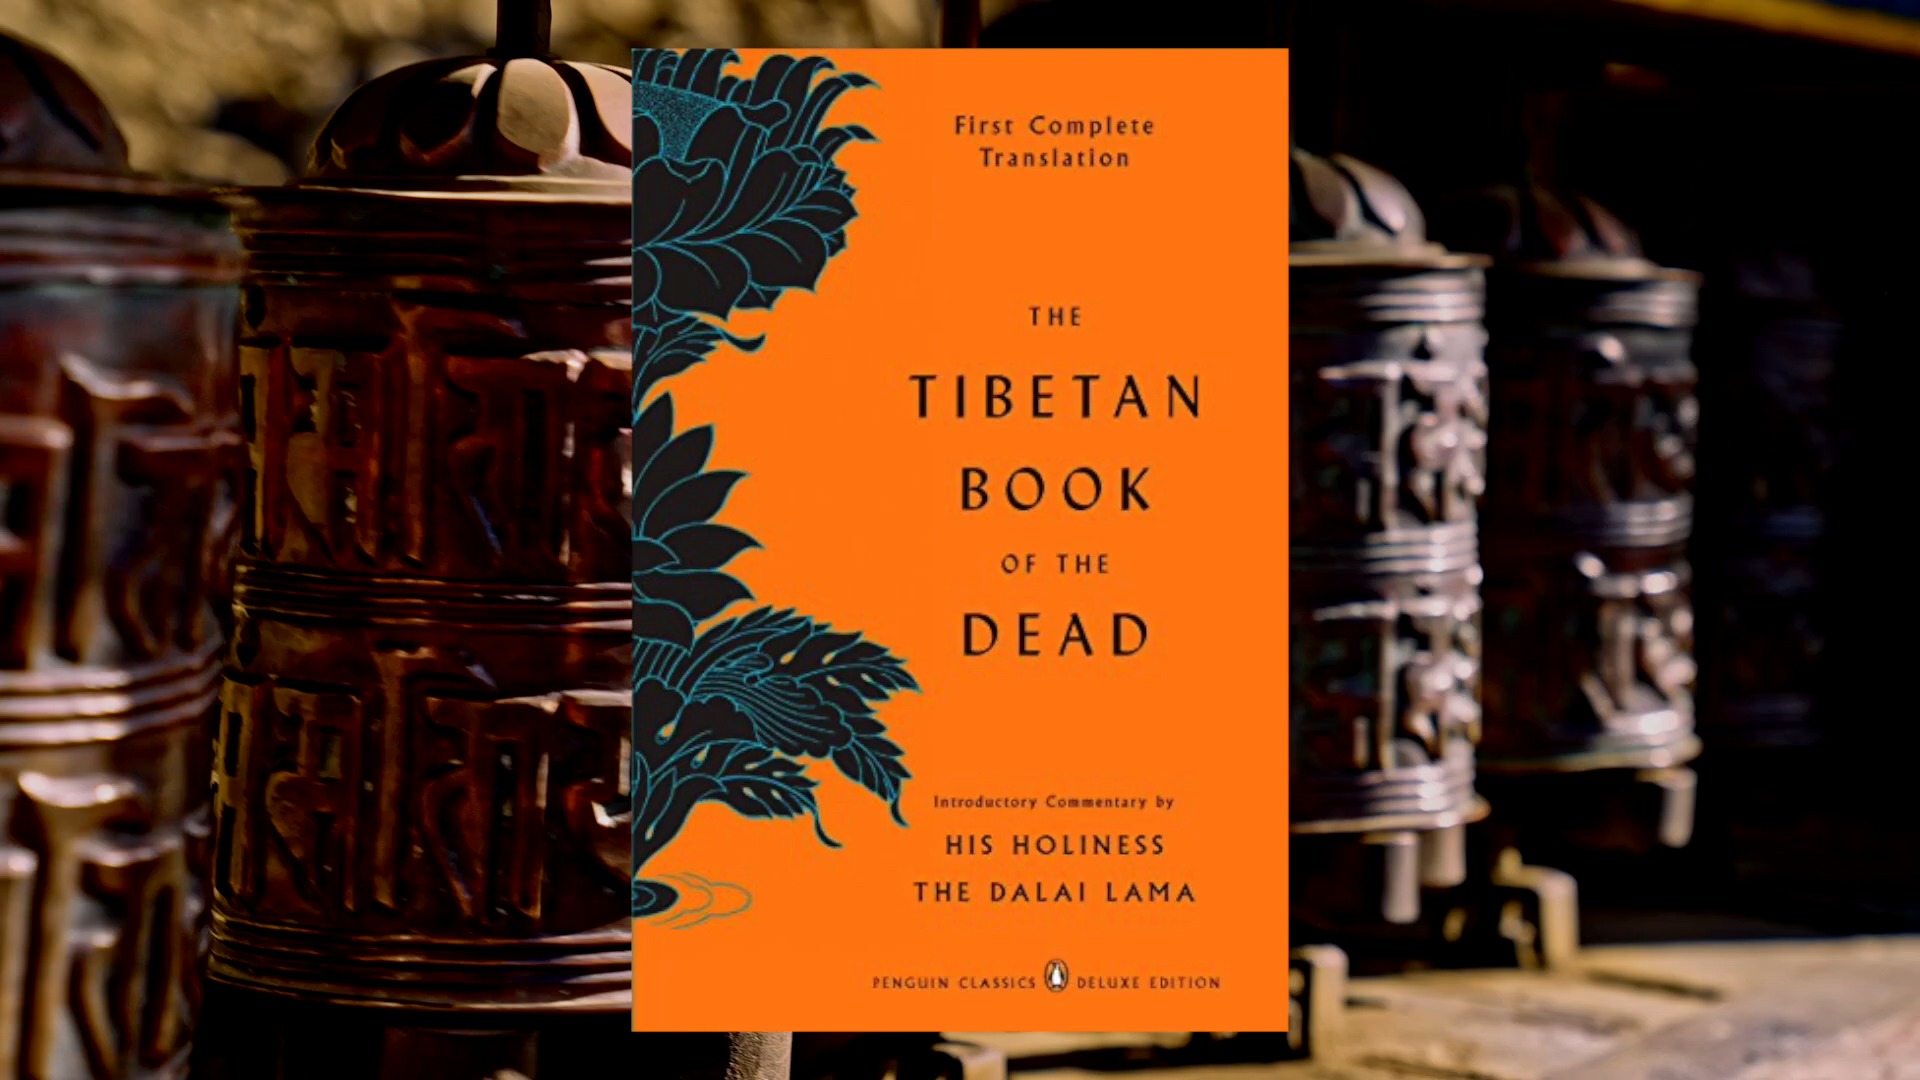 First Complete
Translation
THE
TIBETAN
BOOK
OF THE
DEAD
Introductory Commentary by
HIS HOLINESS
THE DALAI LAMA
PENGUIN CLASSICS DELUXE EDITION